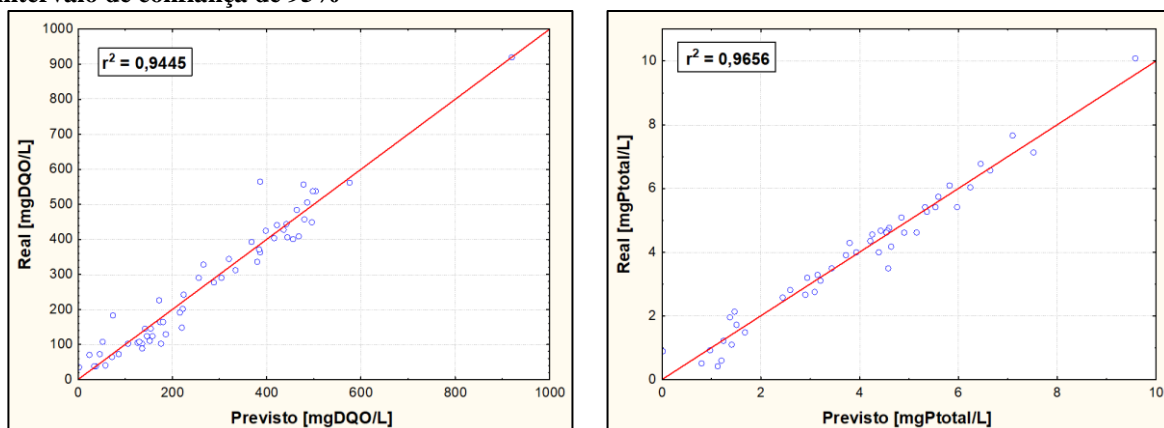 intervalo de confiança de 95%
r² = 0,9445
Real [mgDQO/L]
1000
900
800
700
600
500
400
300
200
100
0
0 200 400 600 800 1000
Previsto [mgDQO/L]
r² = 0,9656
Real [mgPtotal/L]
10
8
6
4
2
0
0 2 4 6 8 10
Previsto [mgPtotal/L]